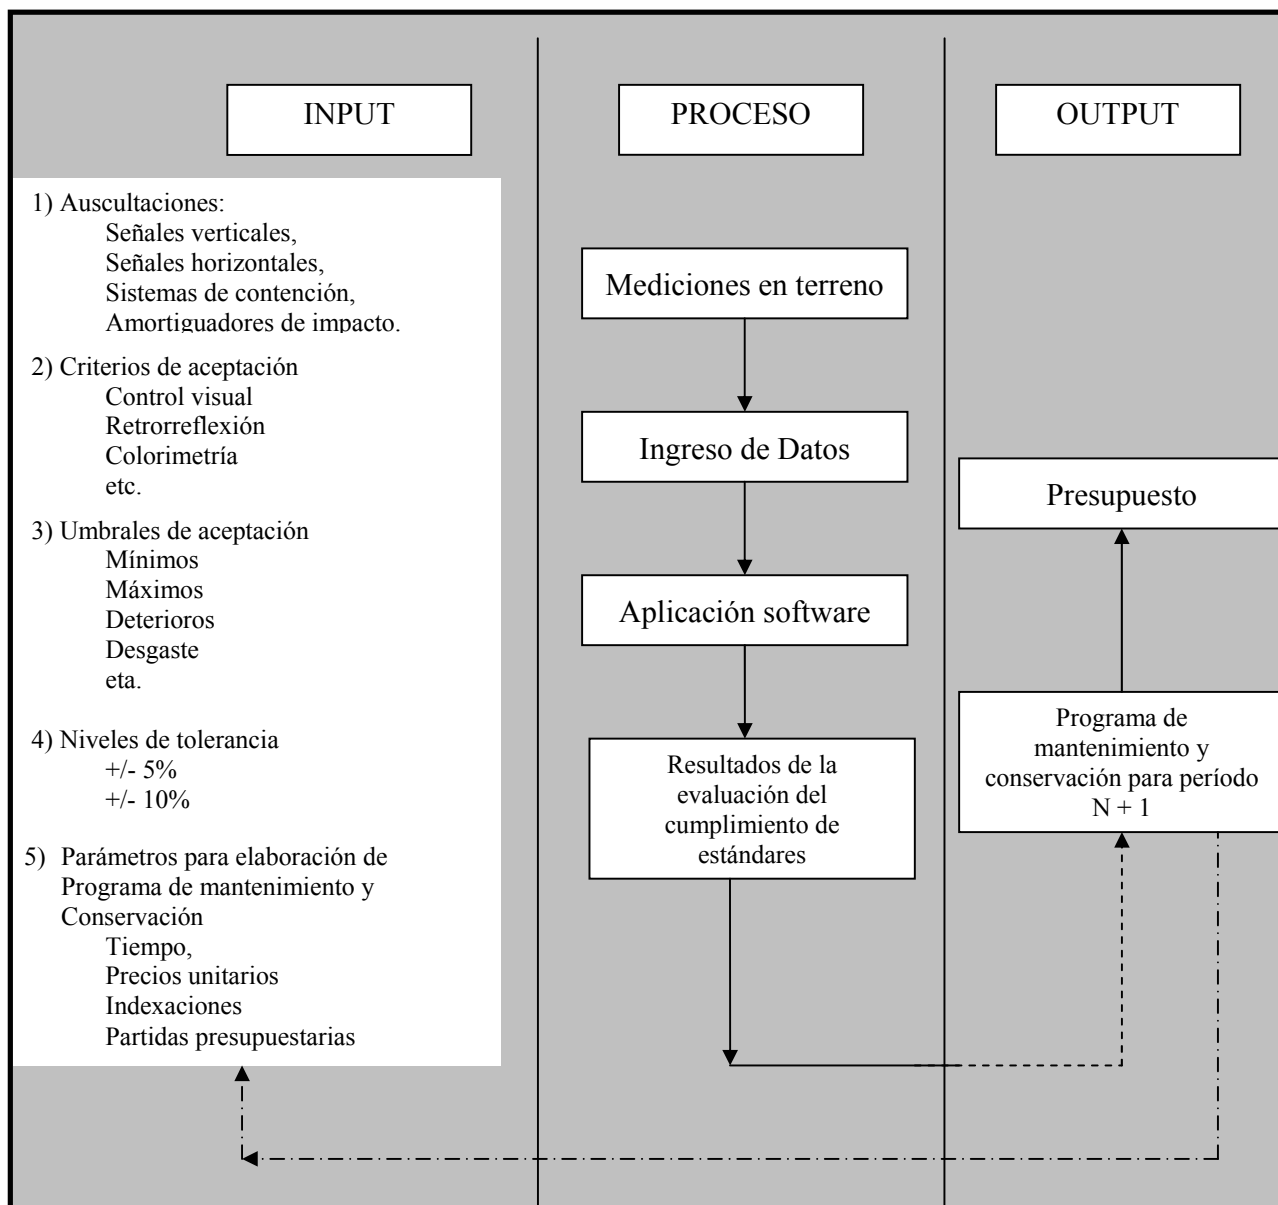 INPUT
PROCESO
OUTPUT
1) Auscultaciones:
Señales verticales,
Señales horizontales,
Sistemas de contención,
Amortiguadores de impacto.
2) Criterios de aceptación
Control visual
Retrorreflexión
Colorimetría
etc.
3) Umbrales de aceptación
Mínimos
Máximos
Deterioros
Desgaste
eta.
4) Niveles de tolerancia
+/- 5%
+/- 10%
5) Parámetros para elaboración de
Programa de mantenimiento y
Conservación
Tiempo,
Precios unitarios
Indexaciones
Partidas presupuestarias
Mediciones en terreno
Ingreso de Datos
Aplicación software
Resultados de la
evaluación del
cumplimiento de
estándares
Presupuesto
Programa de
mantenimiento y
conservación para período
N + 1